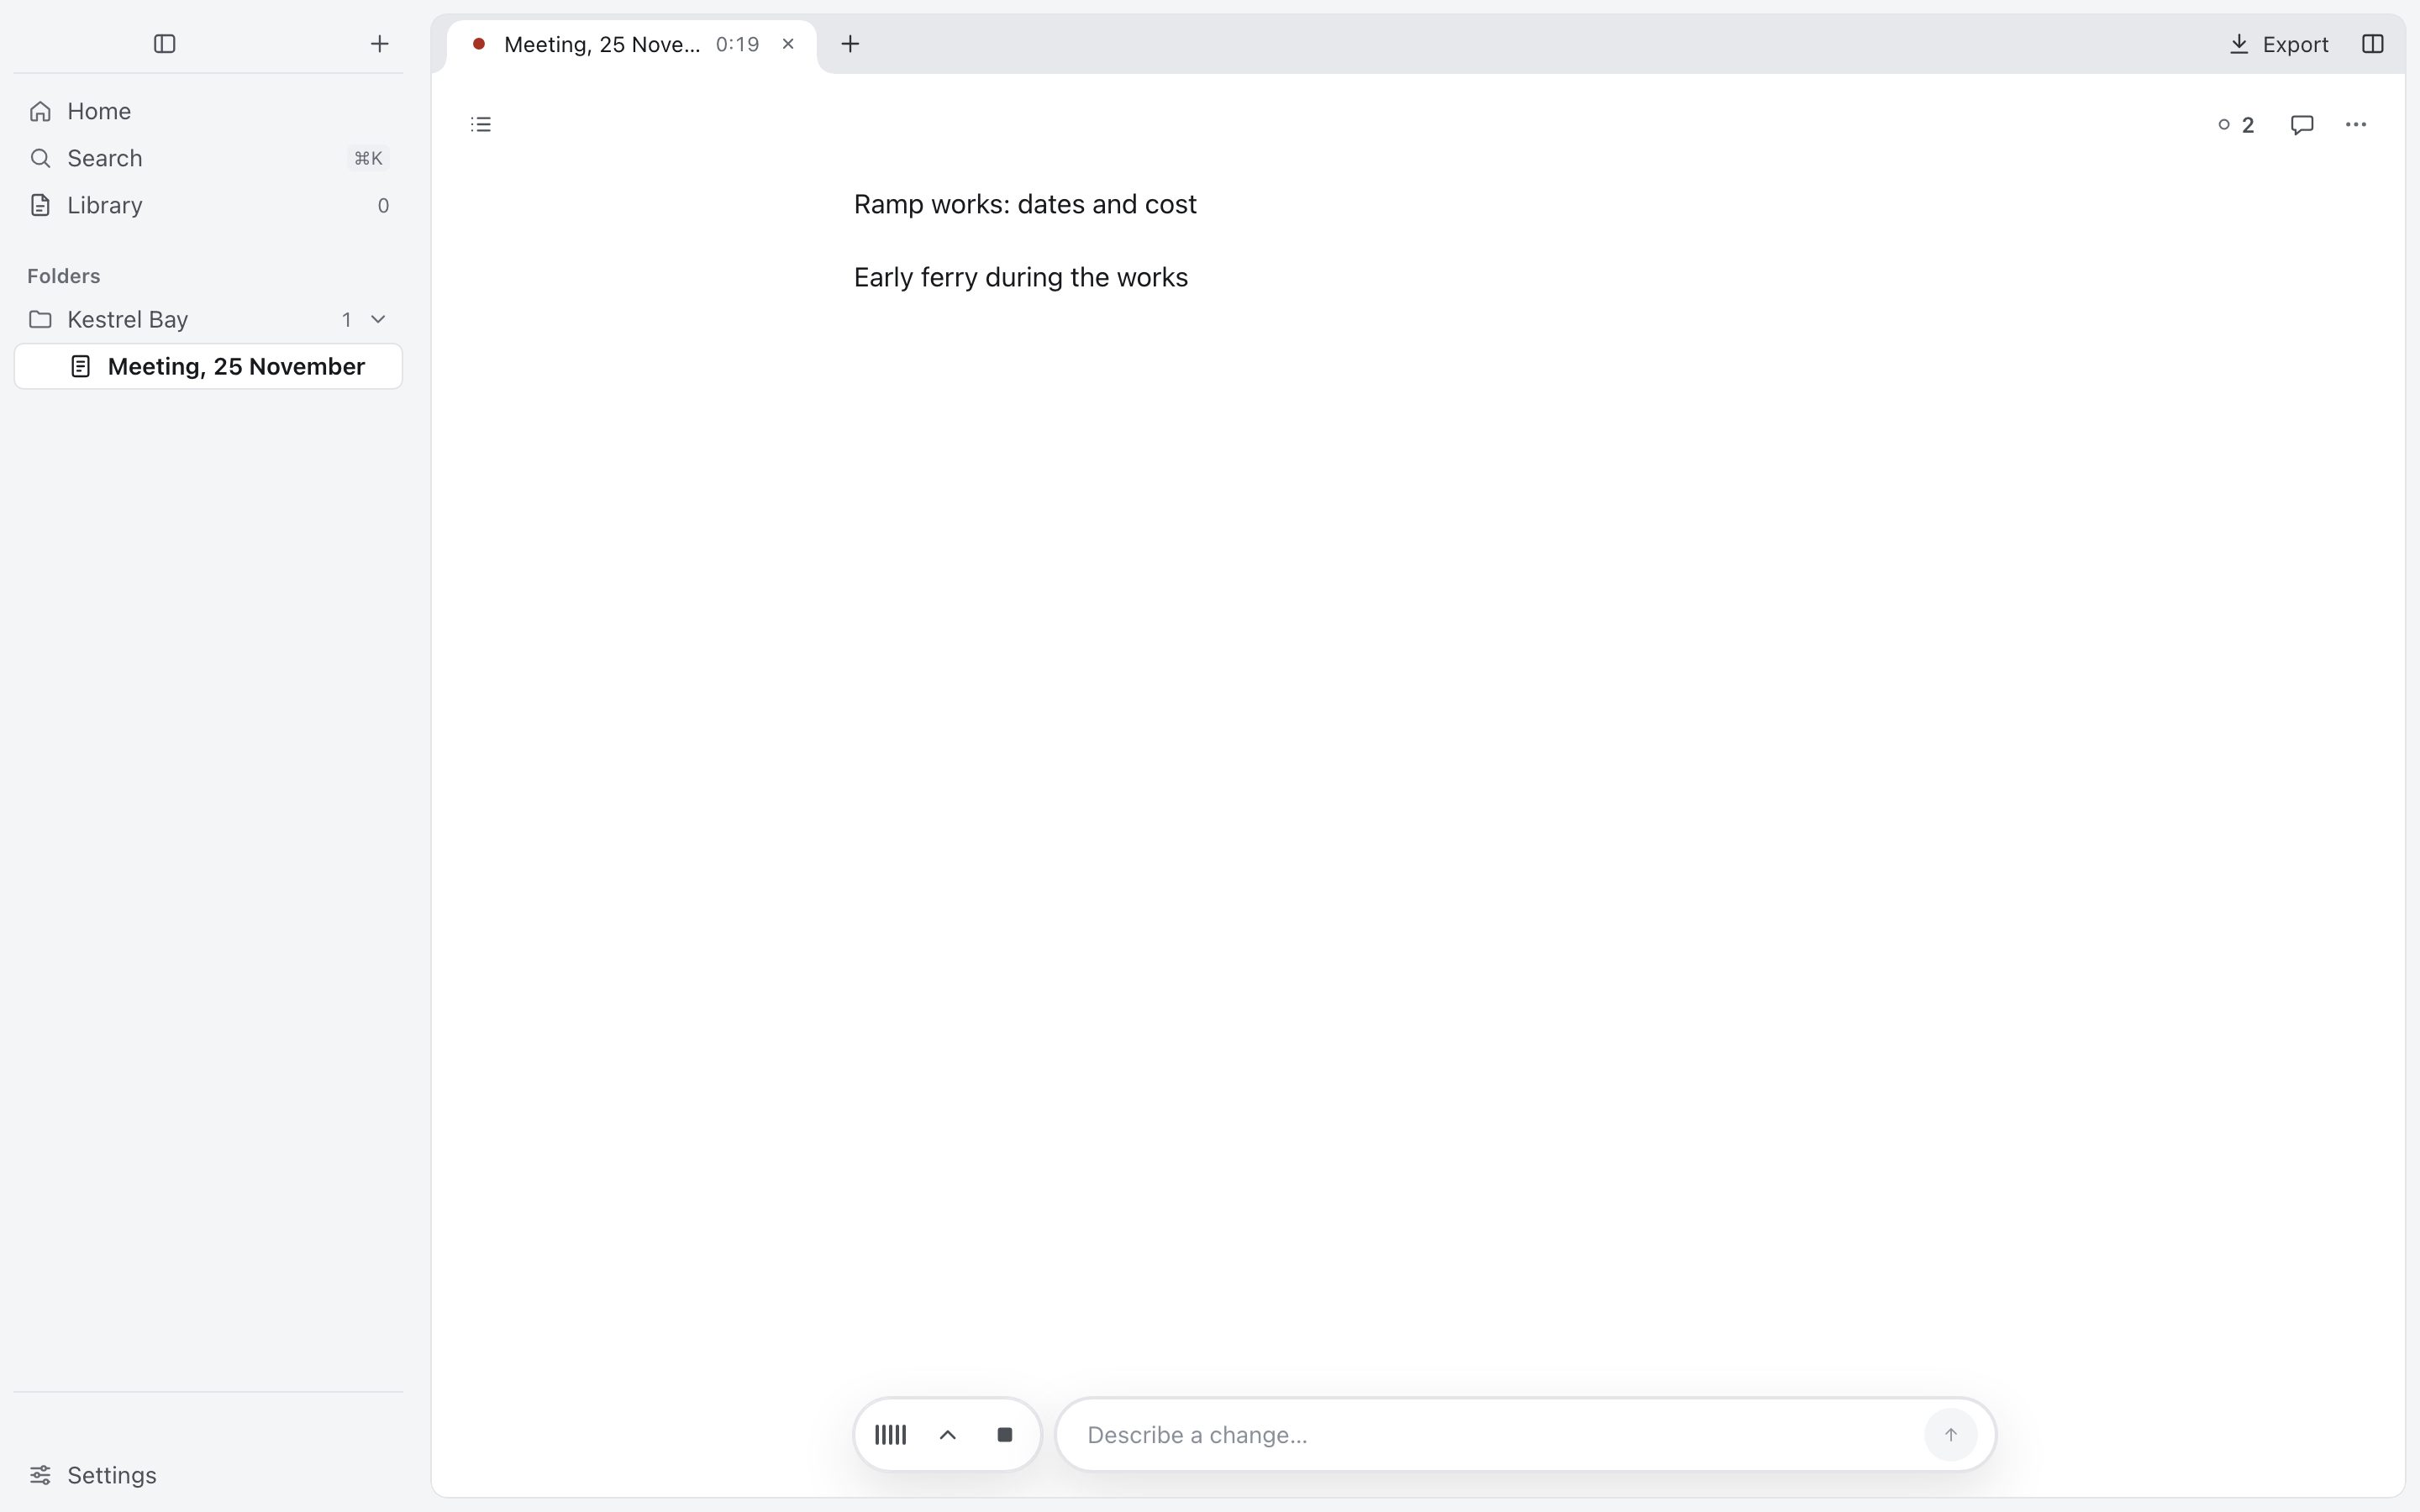 Meeting, 25 Nove... 0:19
Export
Home
Search ⌘K
Library 0
Folders
Kestrel Bay 1
Meeting, 25 November
Settings
2
Ramp works: dates and cost
Early ferry during the works
Describe a change...